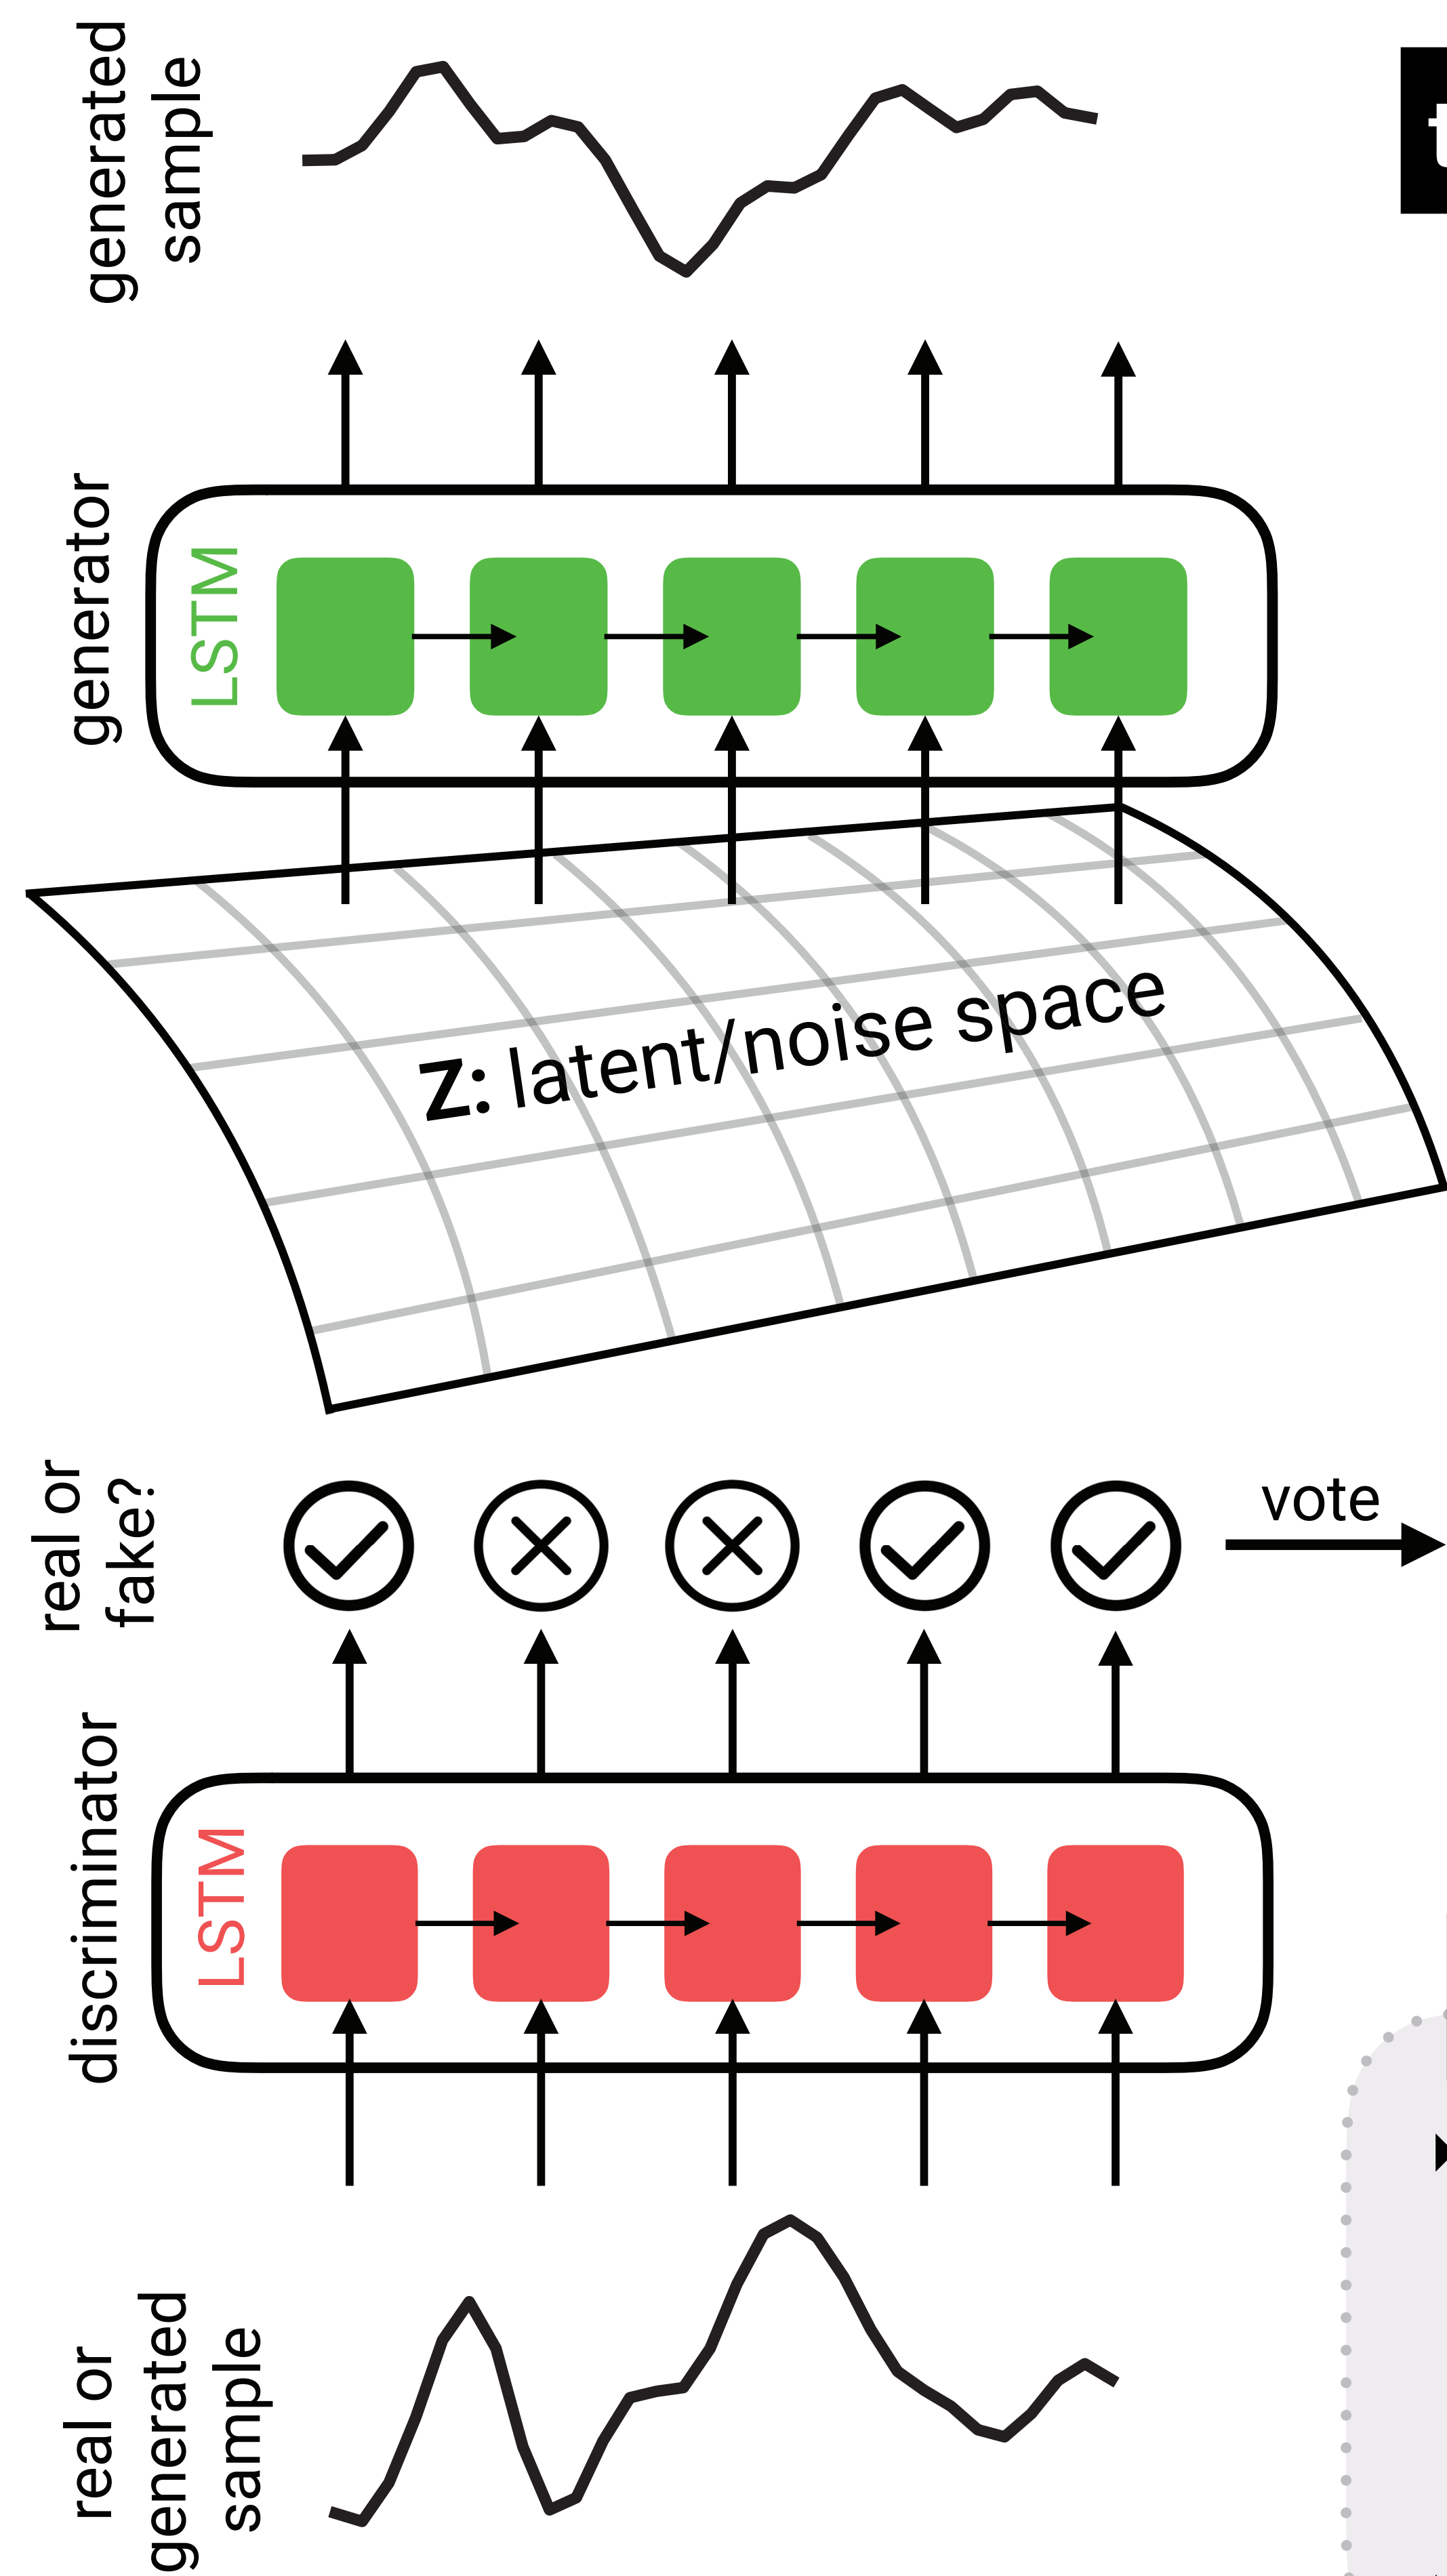 generated
sample
t
generator
LSTM
Z: latent/noise space
real or
fake?
vote
discriminator
LSTM
real or
generated
sample